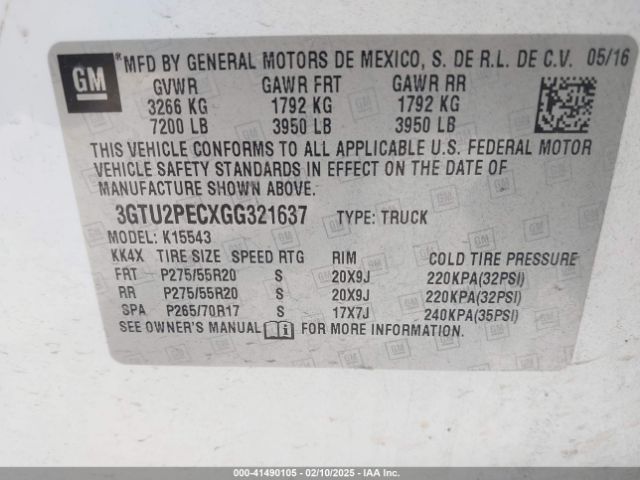 GM MFD BY GENERAL MOTORS DE MEXICO, S. DE R.L. DE C.V. 05/16
GVWR GAWR FRT GAWR RR
3266 KG 1792 KG 1792 KG
7200 LB 3950 LB 3950 LB
THIS VEHICLE CONFORMS TO ALL APPLICABLE U.S. FEDERAL MOTOR
VEHICLE SAFETY STANDARDS IN EFFECT ON THE DATE OF
MANUFACTURE SHOWN ABOVE.
3GTU2PECXGG321637 TYPE: TRUCK
MODEL: K15543
KK4X TIRE SIZE SPEED RTG RIM COLD TIRE PRESSURE
FRT P275/55R20 S 20X9J 220KPA(32PSI)
RR P275/55R20 S 20X9J 220KPA(32PSI)
SPA P265/70R17 S 17X7J 240KPA(35PSI)
SEE OWNER'S MANUAL FOR MORE INFORMATION.
000-41490105 - 02/10/2025 - IAA Inc.